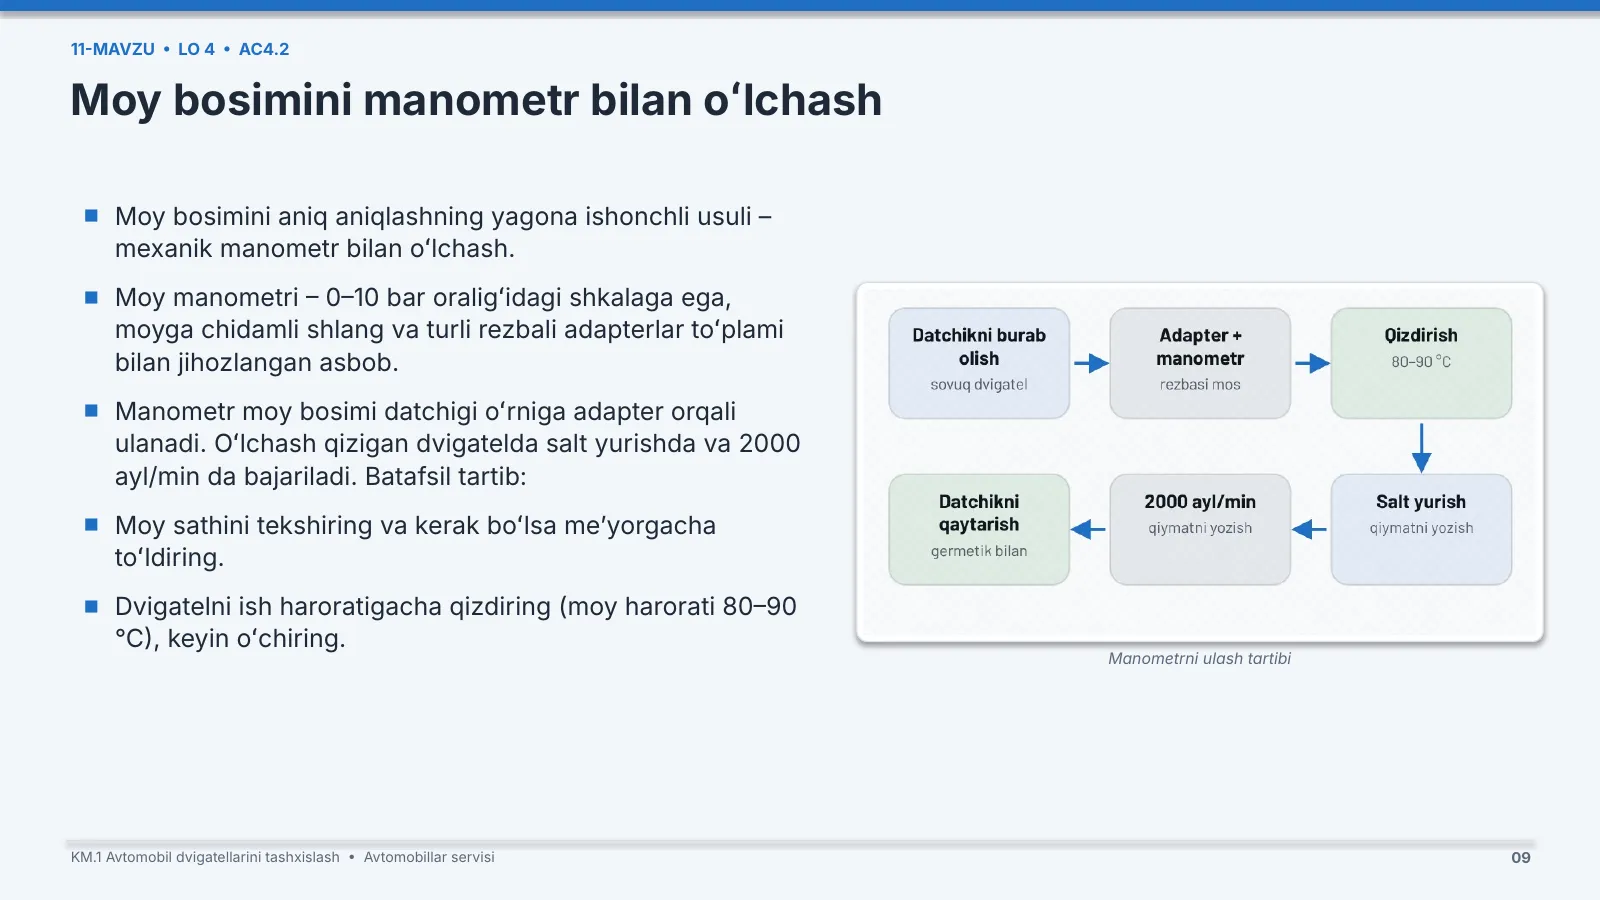 11-MAVZU • LO 4 • AC4.2
Moy bosimini manometr bilan oʻlchash
Moy bosimini aniq aniqlashning yagona ishonchli usuli –
mexanik manometr bilan oʻlchash.
Moy manometri – 0–10 bar oraligʻidagi shkalaga ega,
moyga chidamli shlang va turli rezbali adapterlar toʻplami
bilan jihozlangan asbob.
Manometr moy bosimi datchigi oʻrniga adapter orqali
ulanadi. Oʻlchash qizigan dvigatelda salt yurishda va 2000
ayl/min da bajariladi. Batafsil tartib:
Moy sathini tekshiring va kerak boʻlsa meʼyorgacha
toʻldiring.
Dvigatelni ish haroratigacha qizdiring (moy harorati 80–90
°C), keyin oʻchiring.
Datchikni burab
olish
sovuq dvigatel
Adapter +
manometr
rezbasi mos
Qizdirish
80–90 °C
Datchikni
qaytarish
germetik bilan
2000 ayl/min
qiymatni yozish
Salt yurish
qiymatni yozish
Manometrni ulash tartibi
KM.1 Avtomobil dvigatellarini tashxislash • Avtomobillar servisi
09